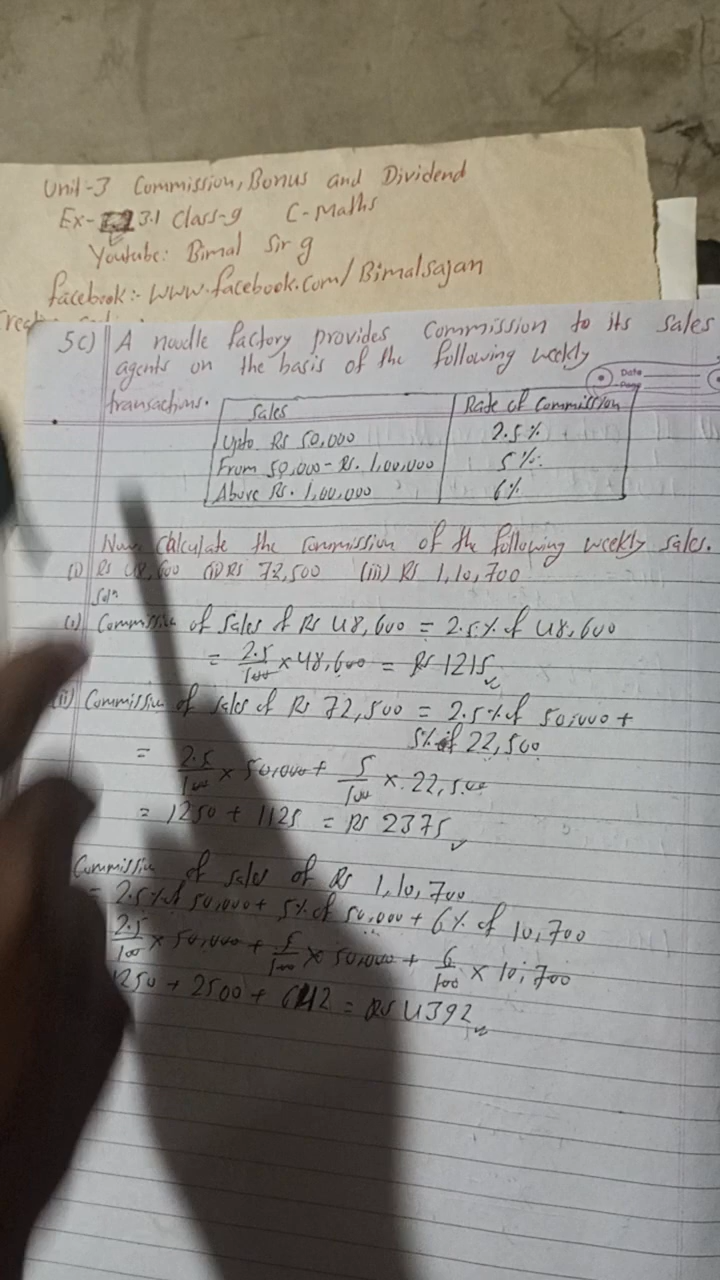 Unit-3 Commission, Bonus and Dividend
Ex- 3.1 Class-9 C-Maths
Youtube: Bimal Sir g
facebook:- www.facebook.com/Bimalsajan
5c) A noodle factory provides Commission to its sales
agents on the basis of the following weekly
Date
Page
transactions.
Sales Rate of Commission
Upto Rs 50,000 2.5%
From 50,000 - Rs. 1,00,000 5%
Above Rs. 1,00,000 6%
Now, Calculate the commission of the following weekly sales.
(i) Rs 48,600 (ii) Rs 72,500 (iii) Rs 1,10,700
Soln
(i) Commission of Sales of Rs 48,600 = 2.5% of 48,600
= 2.5/100 × 48,600 = Rs 1215
(ii) Commission of sales of Rs 72,500 = 2.5% of 50,000 +
5% of 22,500
= 2.5/100 × 50,000 + 5/100 × 22,500
= 1250 + 1125 = Rs 2375
Commission of sales of Rs 1,10,700
= 2.5% of 50,000 + 5% of 50,000 + 6% of 10,700
2.5/100 × 50,000 + 5/100 × 50,000 + 6/100 × 10,700
1250 + 2500 + 642 = Rs 4392